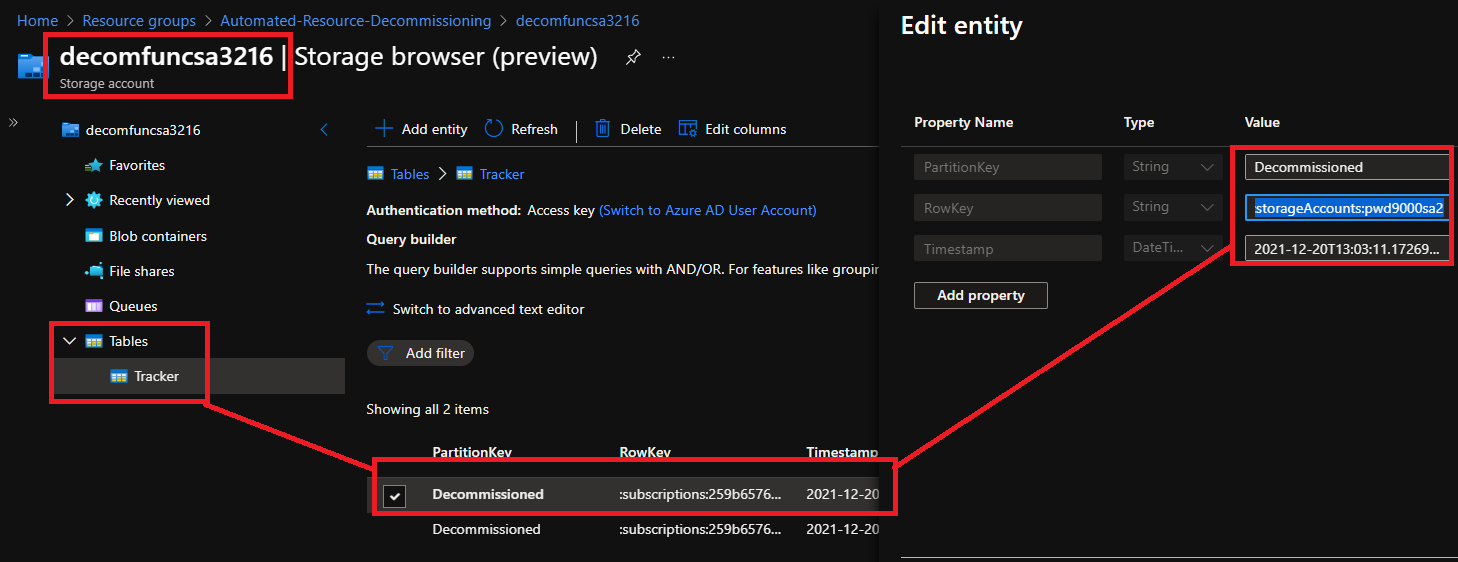 Home > Resource groups > Automated-Resource-Decommissioning > decomfuncsa3216
decomfuncsa3216 | Storage browser (preview) ...
Storage account
»
decomfuncsa3216
Favorites
Recently viewed
Blob containers
File shares
Queues
Tables
Tracker
Add entity Refresh | Delete Edit columns
Tables > Tracker
Authentication method: Access key (Switch to Azure AD User Account)
Query builder
The query builder supports simple queries with AND/OR. For features like groupin
Switch to advanced text editor
Add filter
Showing all 2 items
PartitionKey RowKey Timestamp
Decommissioned :subscriptions:259b6576... 2021-12-20
Decommissioned :subscriptions:259b6576... 2021-12-20
Edit entity
Property Name Type Value
PartitionKey String Decommissioned
RowKey String storageAccounts:pwd9000sa2
Timestamp DateTi... 2021-12-20T13:03:11.17269...
Add property